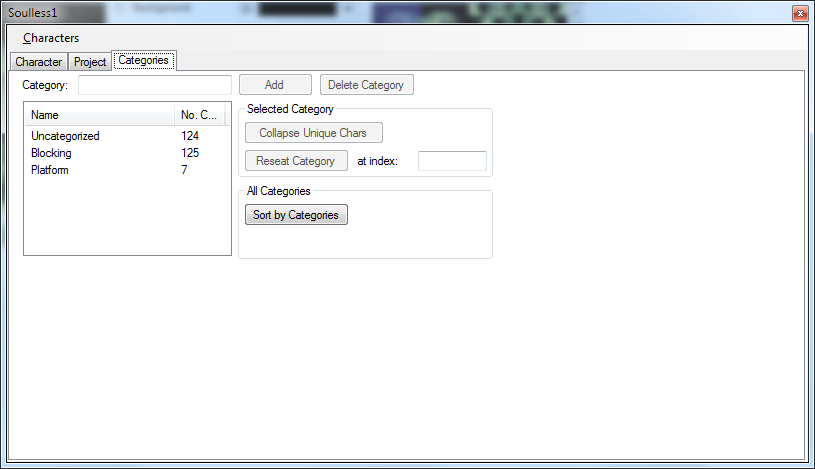 Soulless1
Characters
Character Project Categories
Category: Add Delete Category
Name No. C...
Uncategorized 124
Blocking 125
Platform 7
Selected Category
Collapse Unique Chars
Reseat Category at index:
All Categories
Sort by Categories